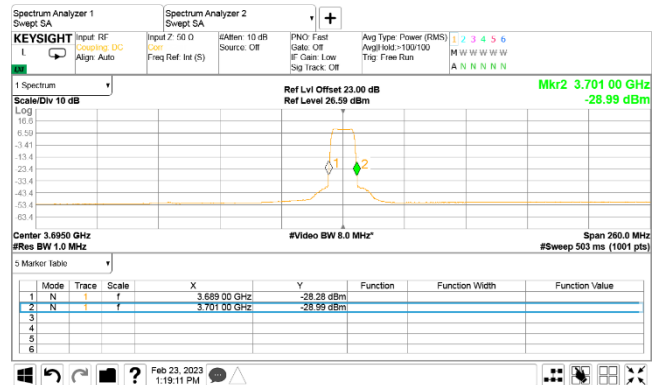 Spectrum Analyzer 1
Swept SA
Spectrum Analyzer 2
Swept SA
KEYSIGHT
L
Input: RF
Coupling: DC
Align: Auto
Input Z: 50 Ω
Corr
Freq Ref: Int (S)
#Atten: 10 dB
Source: Off
PNO: Fast
Gate: Off
IF Gain: Low
Sig Track: Off
Avg Type: Power (RMS)
Avg|Hold:>100/100
Trig: Free Run
1 2 3 4 5 6
M W W W W W
A N N N N N
1 Spectrum
Scale/Div 10 dB
Ref Lvl Offset 23.00 dB
Ref Level 26.59 dBm
Mkr2 3.701 00 GHz
-28.99 dBm
Log
16.6
6.59
-3.41
-13.4
-23.4
-33.4
-43.4
-53.4
-63.4
1
2
Center 3.6950 GHz
#Res BW 1.0 MHz
#Video BW 8.0 MHz*
Span 260.0 MHz
#Sweep 503 ms (1001 pts)
5 Marker Table
Mode Trace Scale X Y Function Function Width Function Value
1 N 1 f 3.689 00 GHz -28.28 dBm
2 N 1 f 3.701 00 GHz -28.99 dBm
3
4
5
6
?
Feb 23, 2023
1:19:11 PM